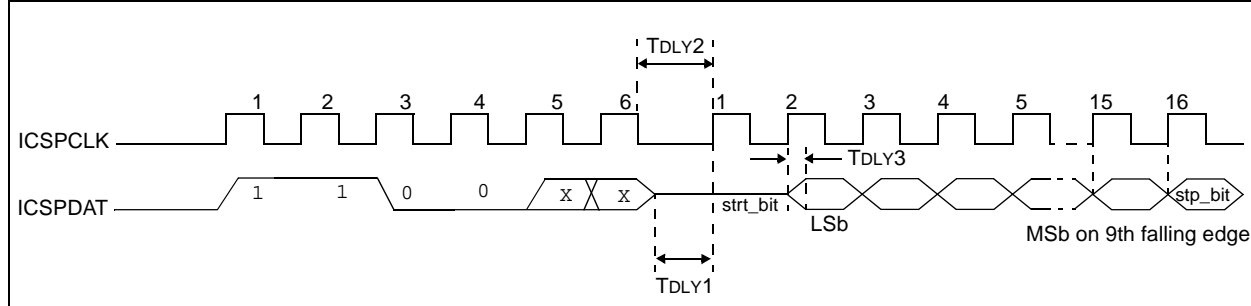 TDLY2
1 2 3 4 5 6 1 2 3 4 5 15 16
ICSPCLK
TDLY3
ICSPDAT 1 1 0 0 x x strt_bit stp_bit
LSb
MSb on 9th falling edge
TDLY1